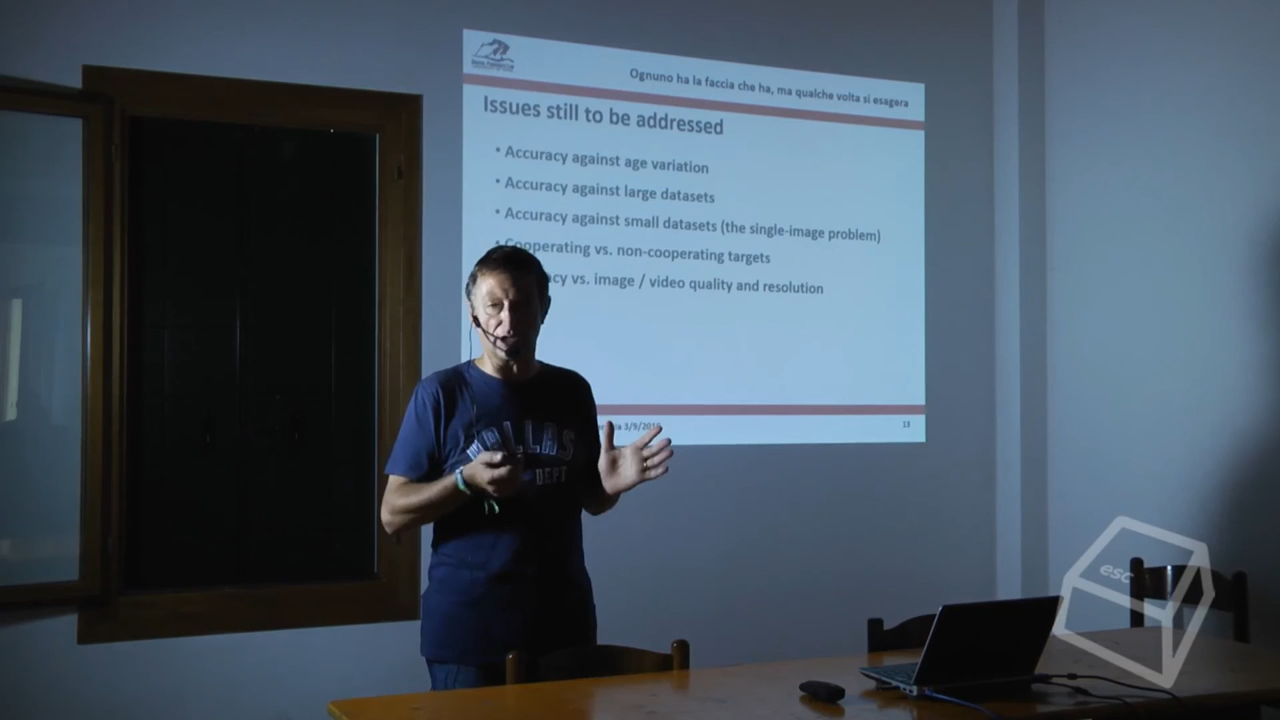 Ognuno ha la faccia che ha, ma qualche volta si esagera
Issues still to be addressed
• Accuracy against age variation
• Accuracy against large datasets
• Accuracy against small datasets (the single-image problem)
• Cooperating vs. non-cooperating targets
vs. image / video quality and resolution
3/9/2016
13
DALLAS
DEPT
esc